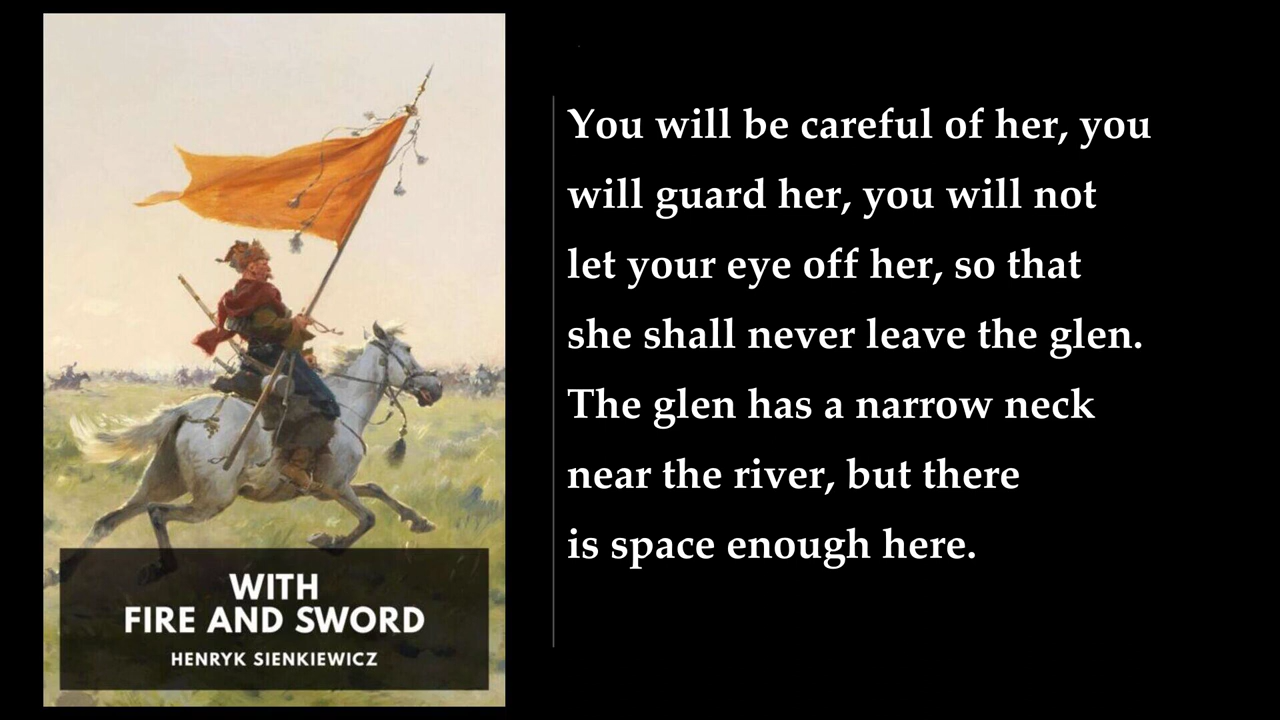 WITH
FIRE AND SWORD
HENRYK SIENKIEWICZ
You will be careful of her, you
will guard her, you will not
let your eye off her, so that
she shall never leave the glen.
The glen has a narrow neck
near the river, but there
is space enough here.